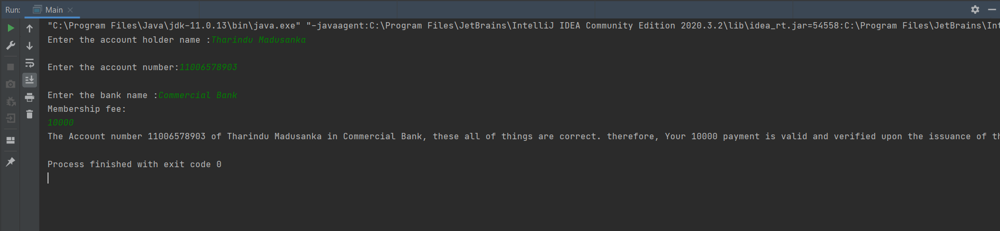 Run: Main
"C:\Program Files\Java\jdk-11.0.13\bin\java.exe" "-javaagent:C:\Program Files\JetBrains\IntelliJ IDEA Community Edition 2020.3.2\lib\idea_rt.jar=54558:C:\Program Files\JetBrains\Int
Enter the account holder name :Tharindu Madusanka
Enter the account number:11006578903
Enter the bank name :Commercial Bank
Membership fee:
10000
The Account number 11006578903 of Tharindu Madusanka in Commercial Bank, these all of things are correct. therefore, Your 10000 payment is valid and verified upon the issuance of th
Process finished with exit code 0